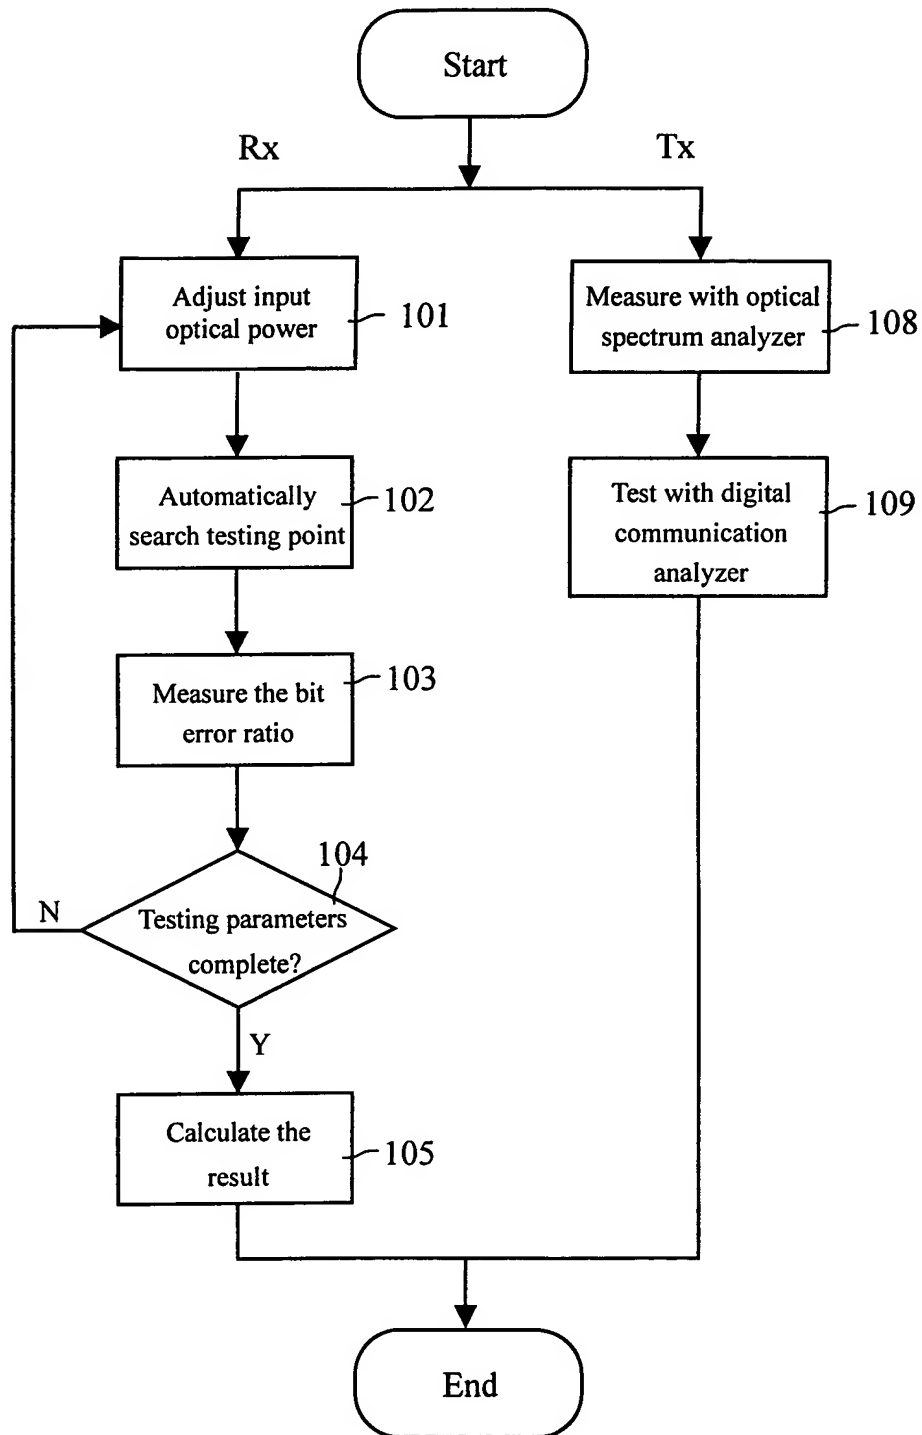 Start
Rx
Tx
Adjust input
optical power
101
Measure with optical
spectrum analyzer
108
Automatically
search testing point
102
Test with digital
communication
analyzer
109
Measure the bit
error ratio
103
104
Testing parameters
complete?
N
Y
Calculate the
result
105
End